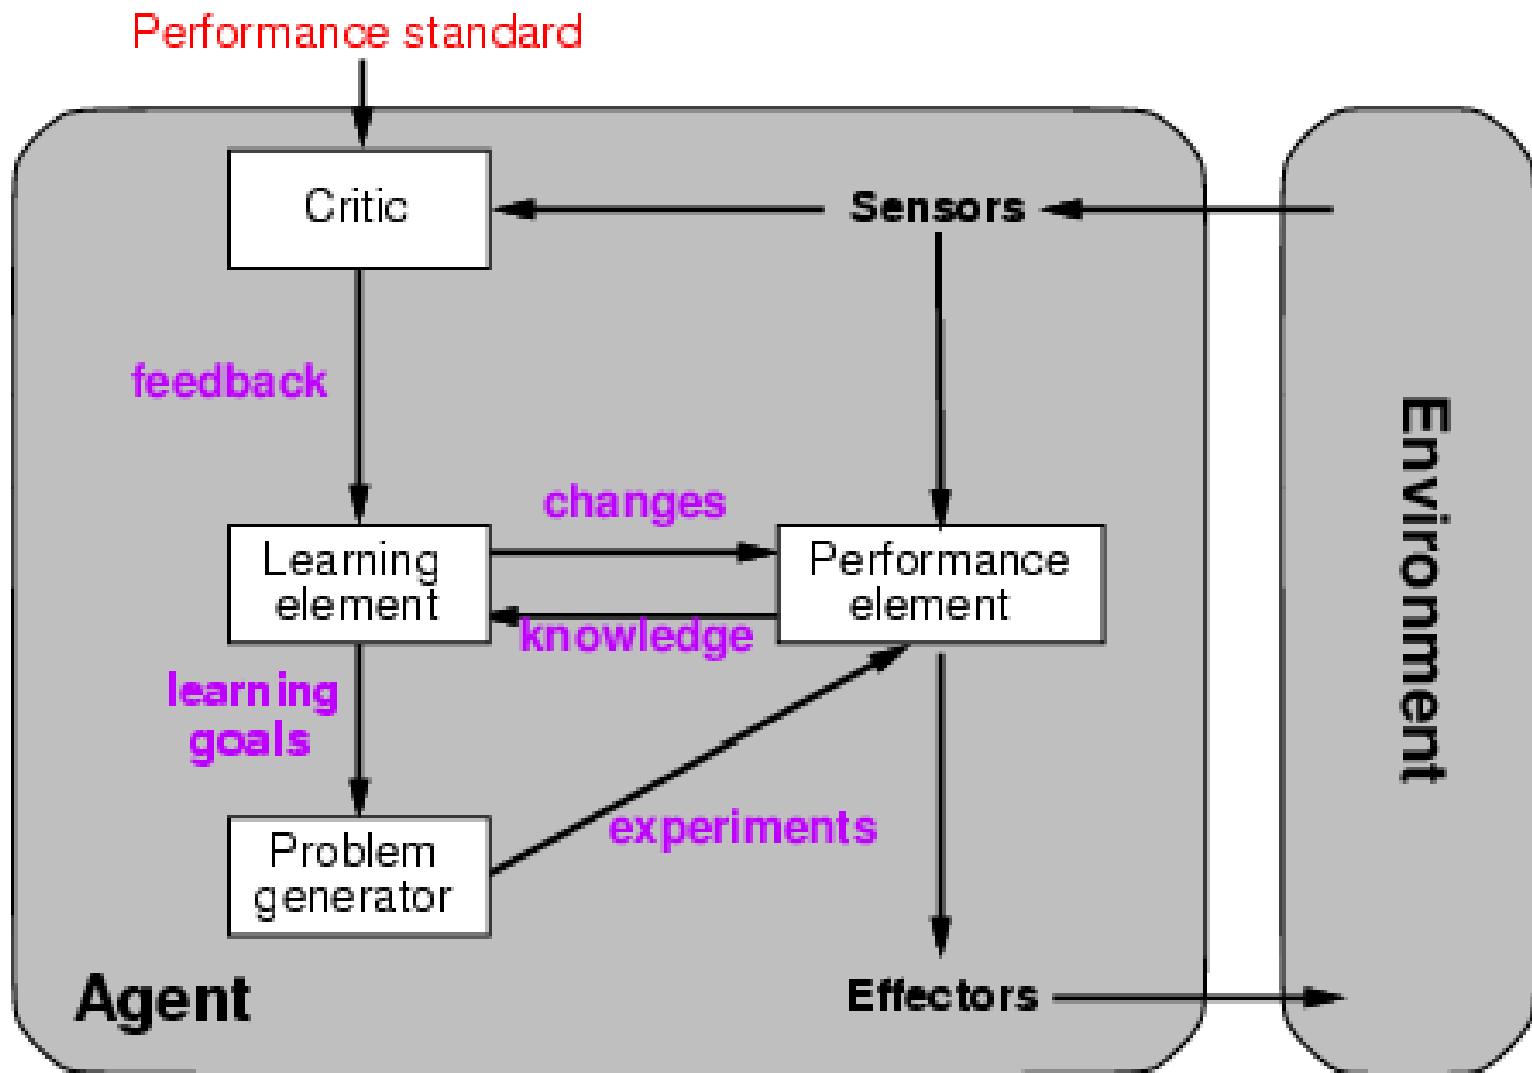 Performance standard
Critic
Sensors
feedback
changes
Learning
element
Performance
element
knowledge
learning
goals
experiments
Problem
generator
Agent
Effectors
Environment